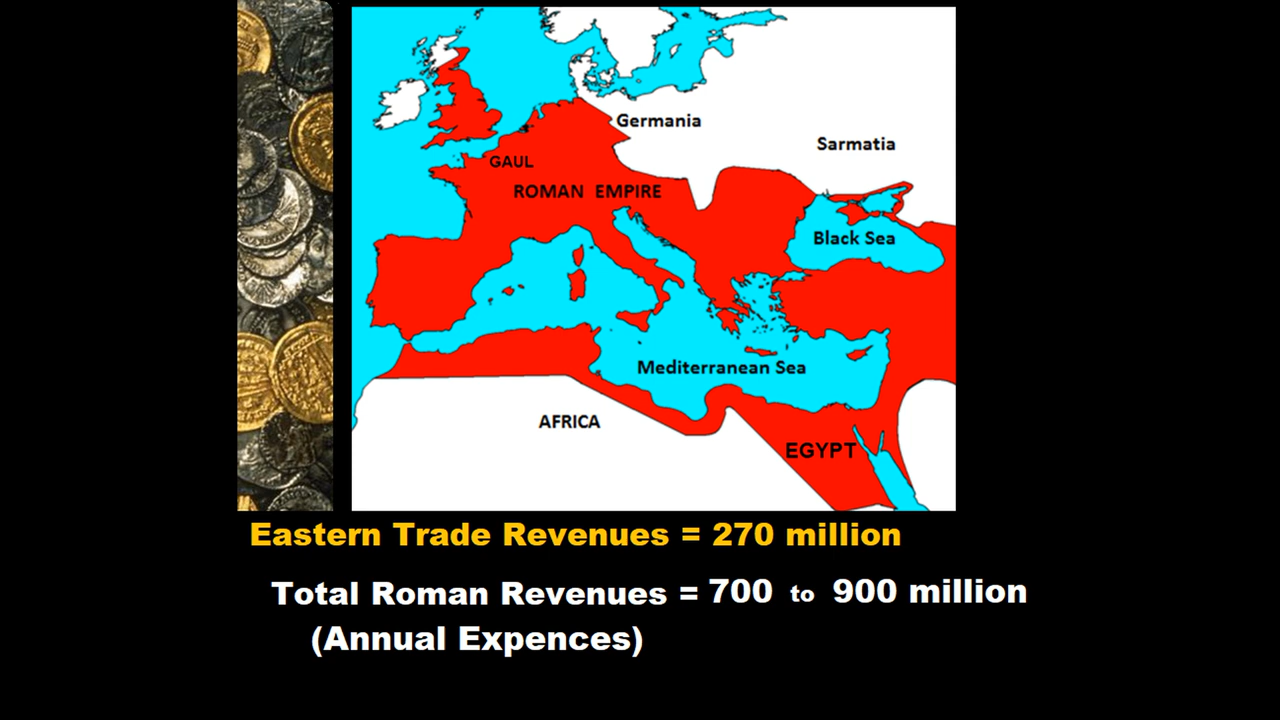 Germania
Sarmatia
GAUL
ROMAN EMPIRE
Black Sea
Mediterranean Sea
AFRICA
EGYPT
Eastern Trade Revenues = 270 million
Total Roman Revenues = 700 to 900 million
(Annual Expences)